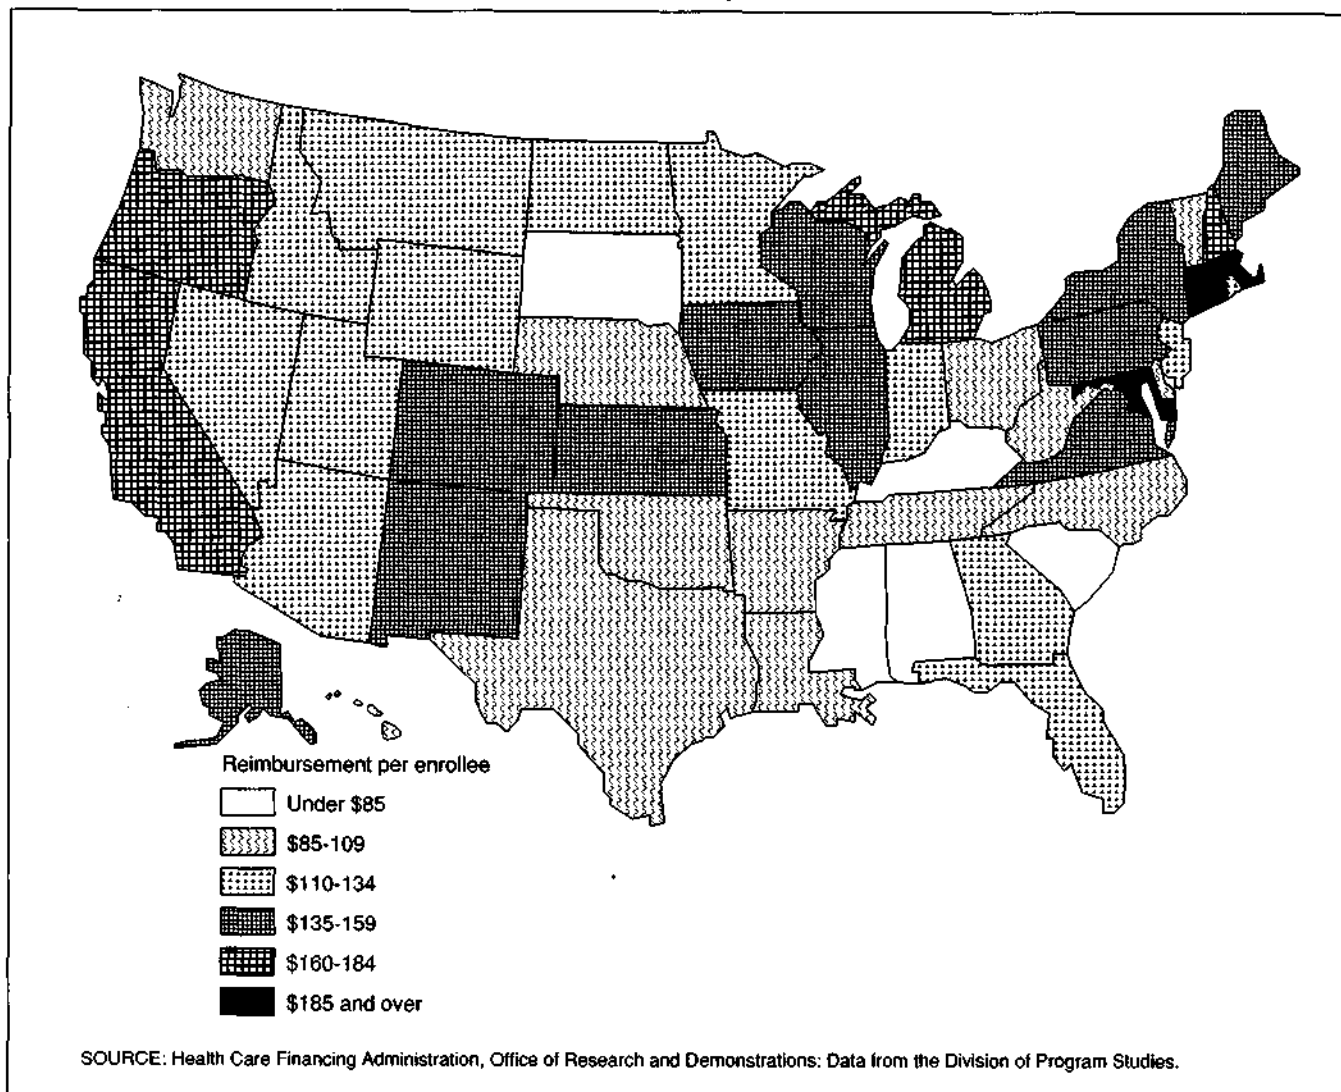 Reimbursement per enrollee
Under $85
$85-109
$110-134
$135-159
$160-184
$185 and over
SOURCE: Health Care Financing Administration, Office of Research and Demonstrations: Data from the Division of Program Studies.